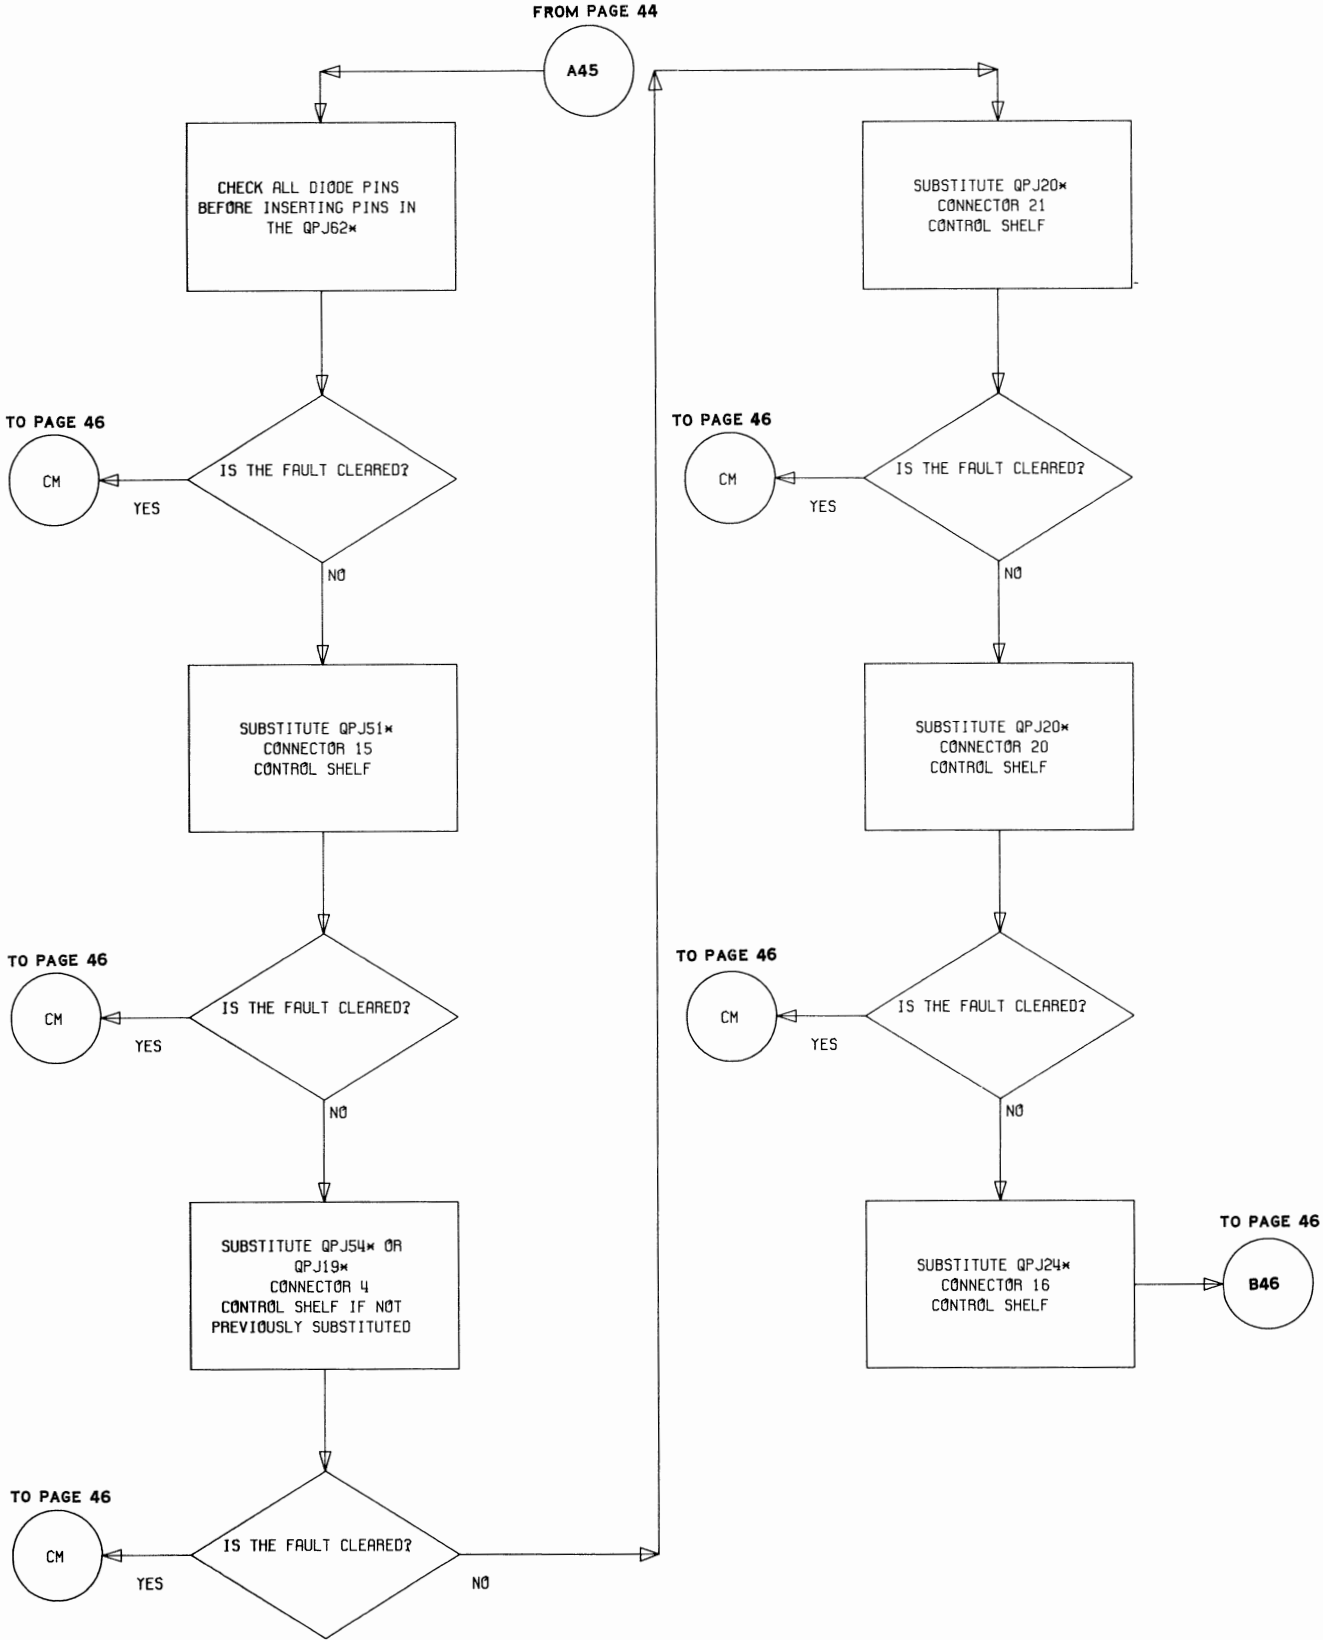 FROM PAGE 44
A45
CHECK ALL DIODE PINS
BEFORE INSERTING PINS IN
THE QPJ62*
TO PAGE 46
CM
YES
IS THE FAULT CLEARED?
NO
SUBSTITUTE QPJ51*
CONNECTOR 15
CONTROL SHELF
TO PAGE 46
CM
YES
IS THE FAULT CLEARED?
NO
SUBSTITUTE QPJ54* OR
QPJ19*
CONNECTOR 4
CONTROL SHELF IF NOT
PREVIOUSLY SUBSTITUTED
TO PAGE 46
CM
YES
IS THE FAULT CLEARED?
NO
SUBSTITUTE QPJ20*
CONNECTOR 21
CONTROL SHELF
TO PAGE 46
CM
YES
IS THE FAULT CLEARED?
NO
SUBSTITUTE QPJ20*
CONNECTOR 20
CONTROL SHELF
TO PAGE 46
CM
YES
IS THE FAULT CLEARED?
NO
SUBSTITUTE QPJ24*
CONNECTOR 16
CONTROL SHELF
TO PAGE 46
B46